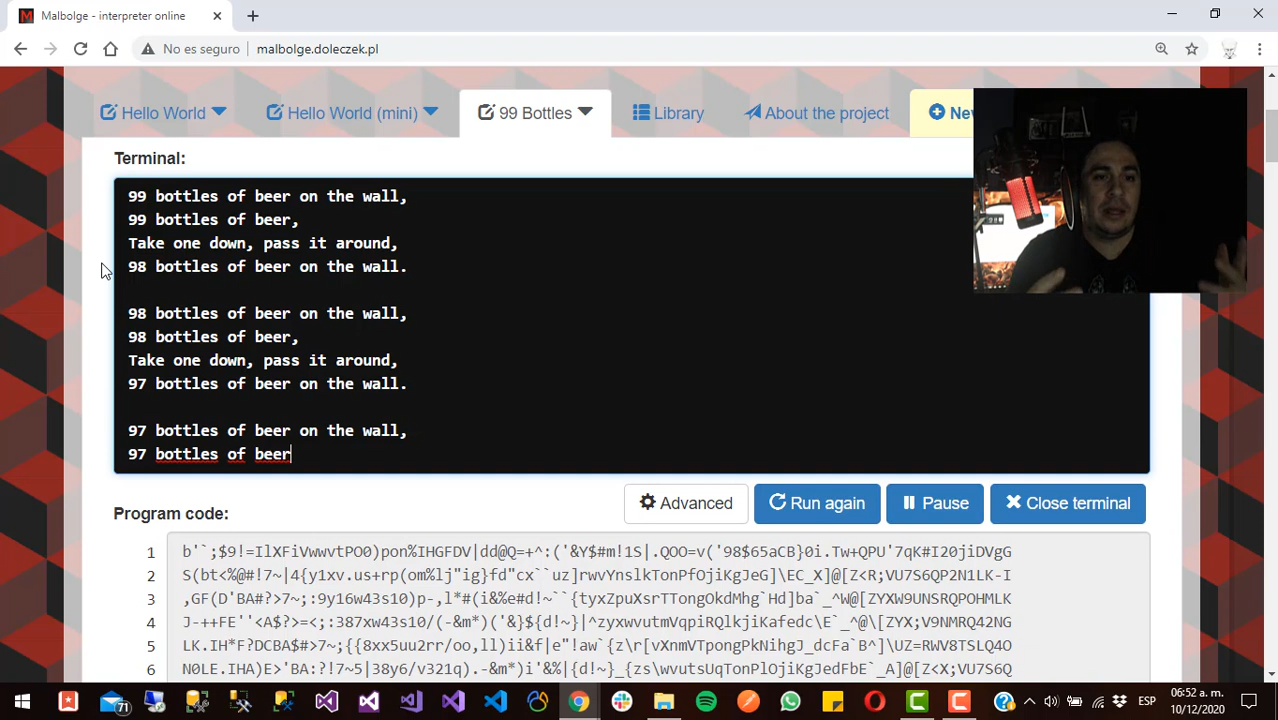 Malbolge - interpreter online
No es seguro
malbolge.doleczek.pl
Hello World
Hello World (mini)
99 Bottles
Library
About the project
Terminal:
99 bottles of beer on the wall,
99 bottles of beer,
Take one down, pass it around,
98 bottles of beer on the wall.
98 bottles of beer on the wall,
98 bottles of beer,
Take one down, pass it around,
97 bottles of beer on the wall.
97 bottles of beer on the wall,
97 bottles of beer
Advanced
Run again
Pause
Close terminal
Program code:
1 b'`;$9!=IlXFiVwwvtPO0)pon%IHGFDV|dd@Q=+^:('&Y$#m!1S|.QOO=v('98$65aCB}0i.Tw+QPU'7qK#I20jiDVgG
2 S(bt<%@#!7~|4{y1xv.us+rp(om%lj"ig}fd"cx``uz]rwvYnslkTonPfOjiKgJeG]\EC_X]@[Z<R;VU7S6QP2N1LK-I
3 ,GF(D'BA#?>7~;:9y16w43s10)p-,l*#(i&%e#d!~``{tyxZpuXsrTTongOkdMhg`Hd]ba`_^W@[ZYXW9UNSRQPOHMLK
4 J-++FE''<A$?>=<;:387xw43s10/(-&m*)('&}${d!~}|^zyxwvutmVqpiRQlkjiKafedc\E`_^@\[ZYX;V9NMRQ42NG
5 LK.IH*F?DCBA#>7~;{{8xx5uu2rr/oo,ll)ii&f|e"!aw`{z\r[vXnmVTpongPkNihgJ_dcFa`B^]\UZ=RWV8TSLQ4O
6 N0LE.IHA)E>'BA:?!7~5|38y6/v321q).-&m*)i'&%|{d!~}_{zs\wvutsUqTonPlOjiKgJedFbE`_A]@[Z<X;VU7S6Q
71
ESP
06:52 a. m.
10/12/2020